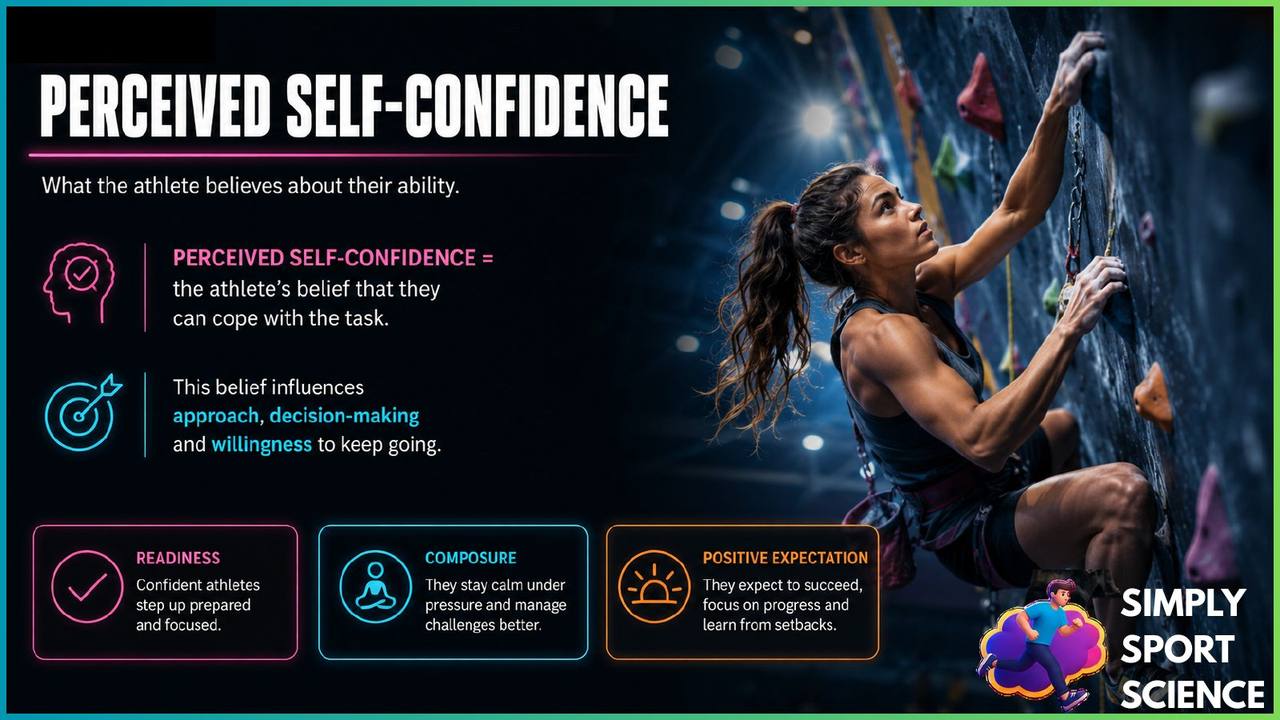 PERCEIVED SELF-CONFIDENCE
What the athlete believes about their ability.
PERCEIVED SELF-CONFIDENCE =
the athlete's belief that they
can cope with the task.
This belief influences
approach, decision-making
and willingness to keep going.
READINESS
Confident athletes
step up prepared
and focused.
COMPOSURE
They stay calm under
pressure and manage
challenges better.
POSITIVE EXPECTATION
They expect to succeed,
focus on progress and
learn from setbacks.
SIMPLY
SPORT
SCIENCE